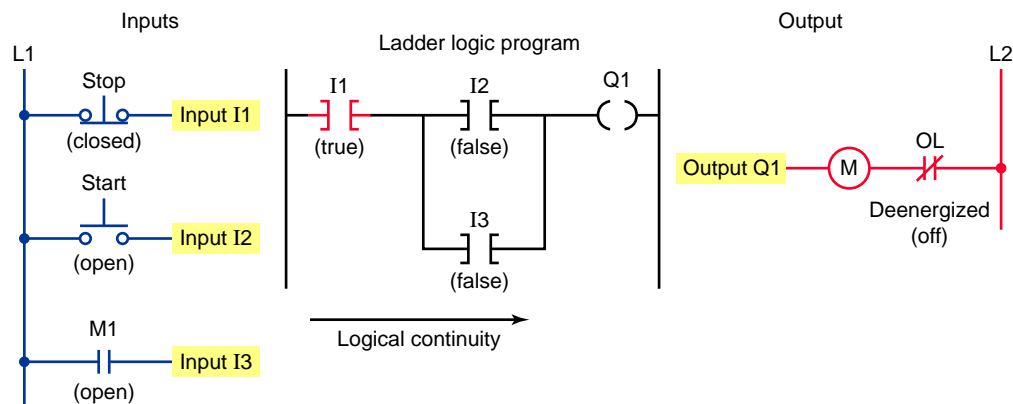 Inputs
L1
Stop
Input I1
(closed)
Start
Input I2
(open)
M1
Input I3
(open)
Ladder logic program
I1
(true)
I2
(false)
I3
(false)
Q1
Logical continuity
Output
L2
Output Q1
M
OL
Deenergized
(off)